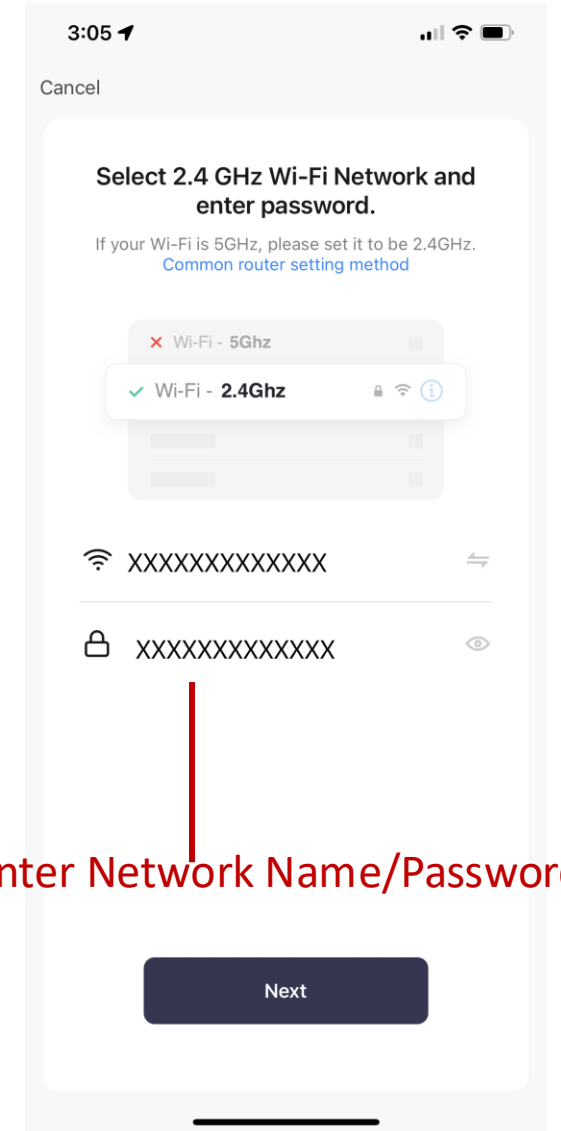 3:05
Cancel
Select 2.4 GHz Wi-Fi Network and
enter password.
If your Wi-Fi is 5GHz, please set it to be 2.4GHz.
Common router setting method
Wi-Fi - 5Ghz
Wi-Fi - 2.4Ghz
XXXXXXXXXXXXX
XXXXXXXXXXXXX
nter Network Name/Passwor
Next